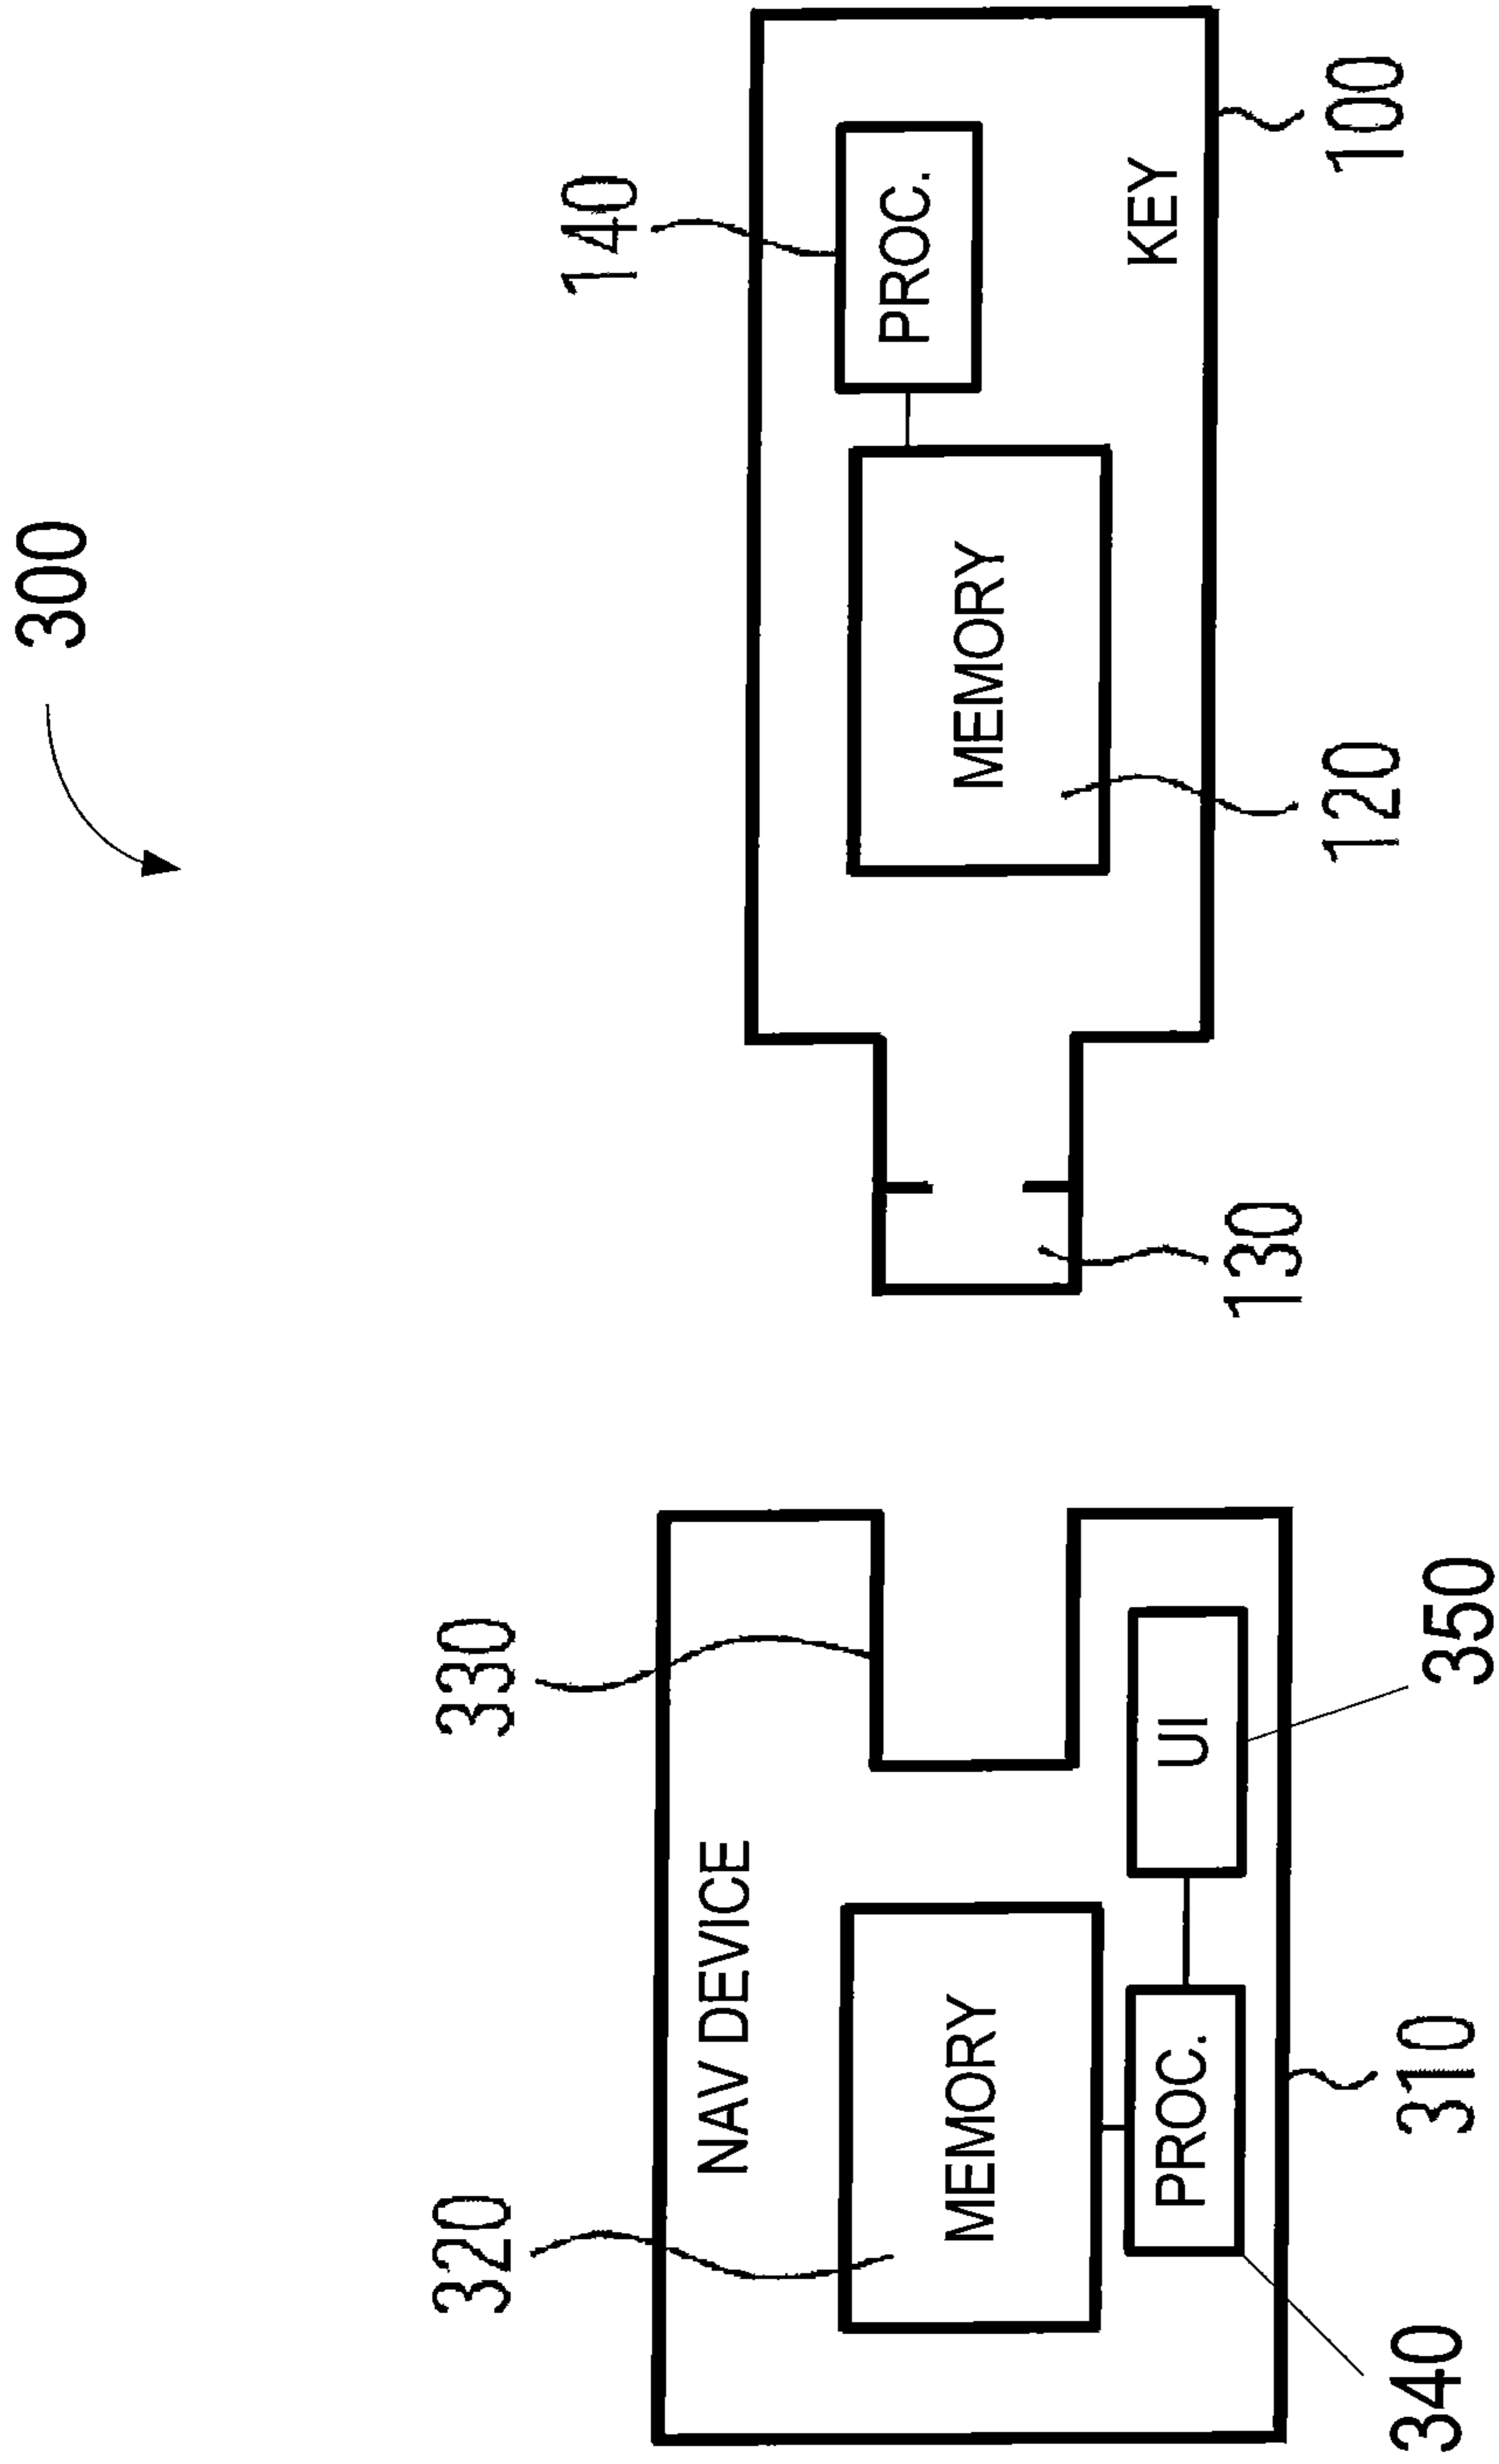 300
320
330
NAV DEVICE
MEMORY
PROC.
UI
340
310
350
140
PROC.
MEMORY
KEY
130
120
100